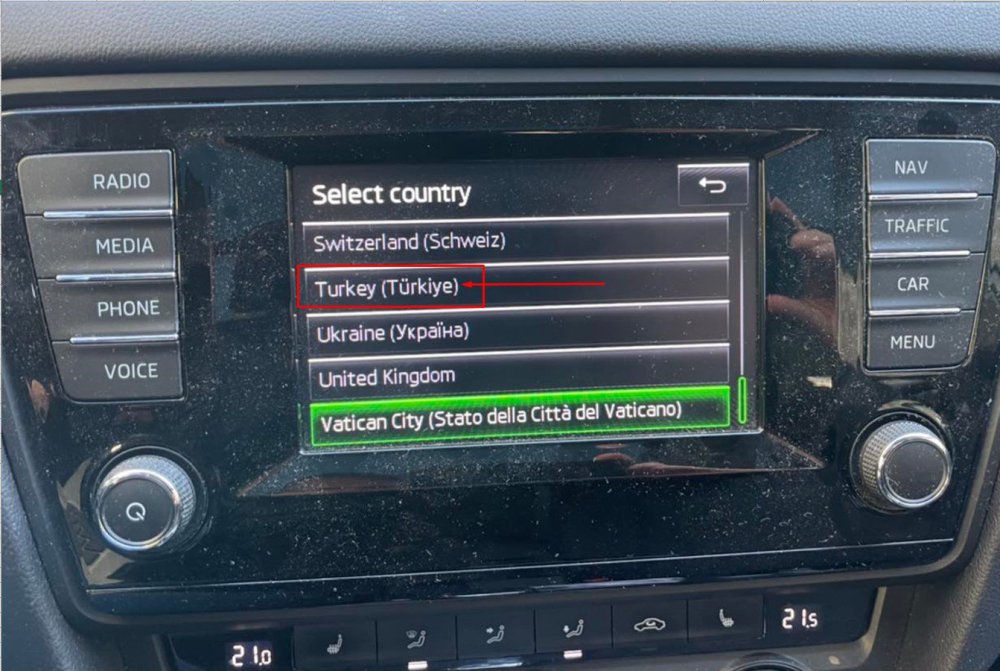 RADIO
MEDIA
PHONE
VOICE
Select country
Switzerland (Schweiz)
Turkey (Türkiye)
Ukraine (Україна)
United Kingdom
Vatican City (Stato della Città del Vaticano)
NAV
TRAFFIC
CAR
MENU
21.0
21.5